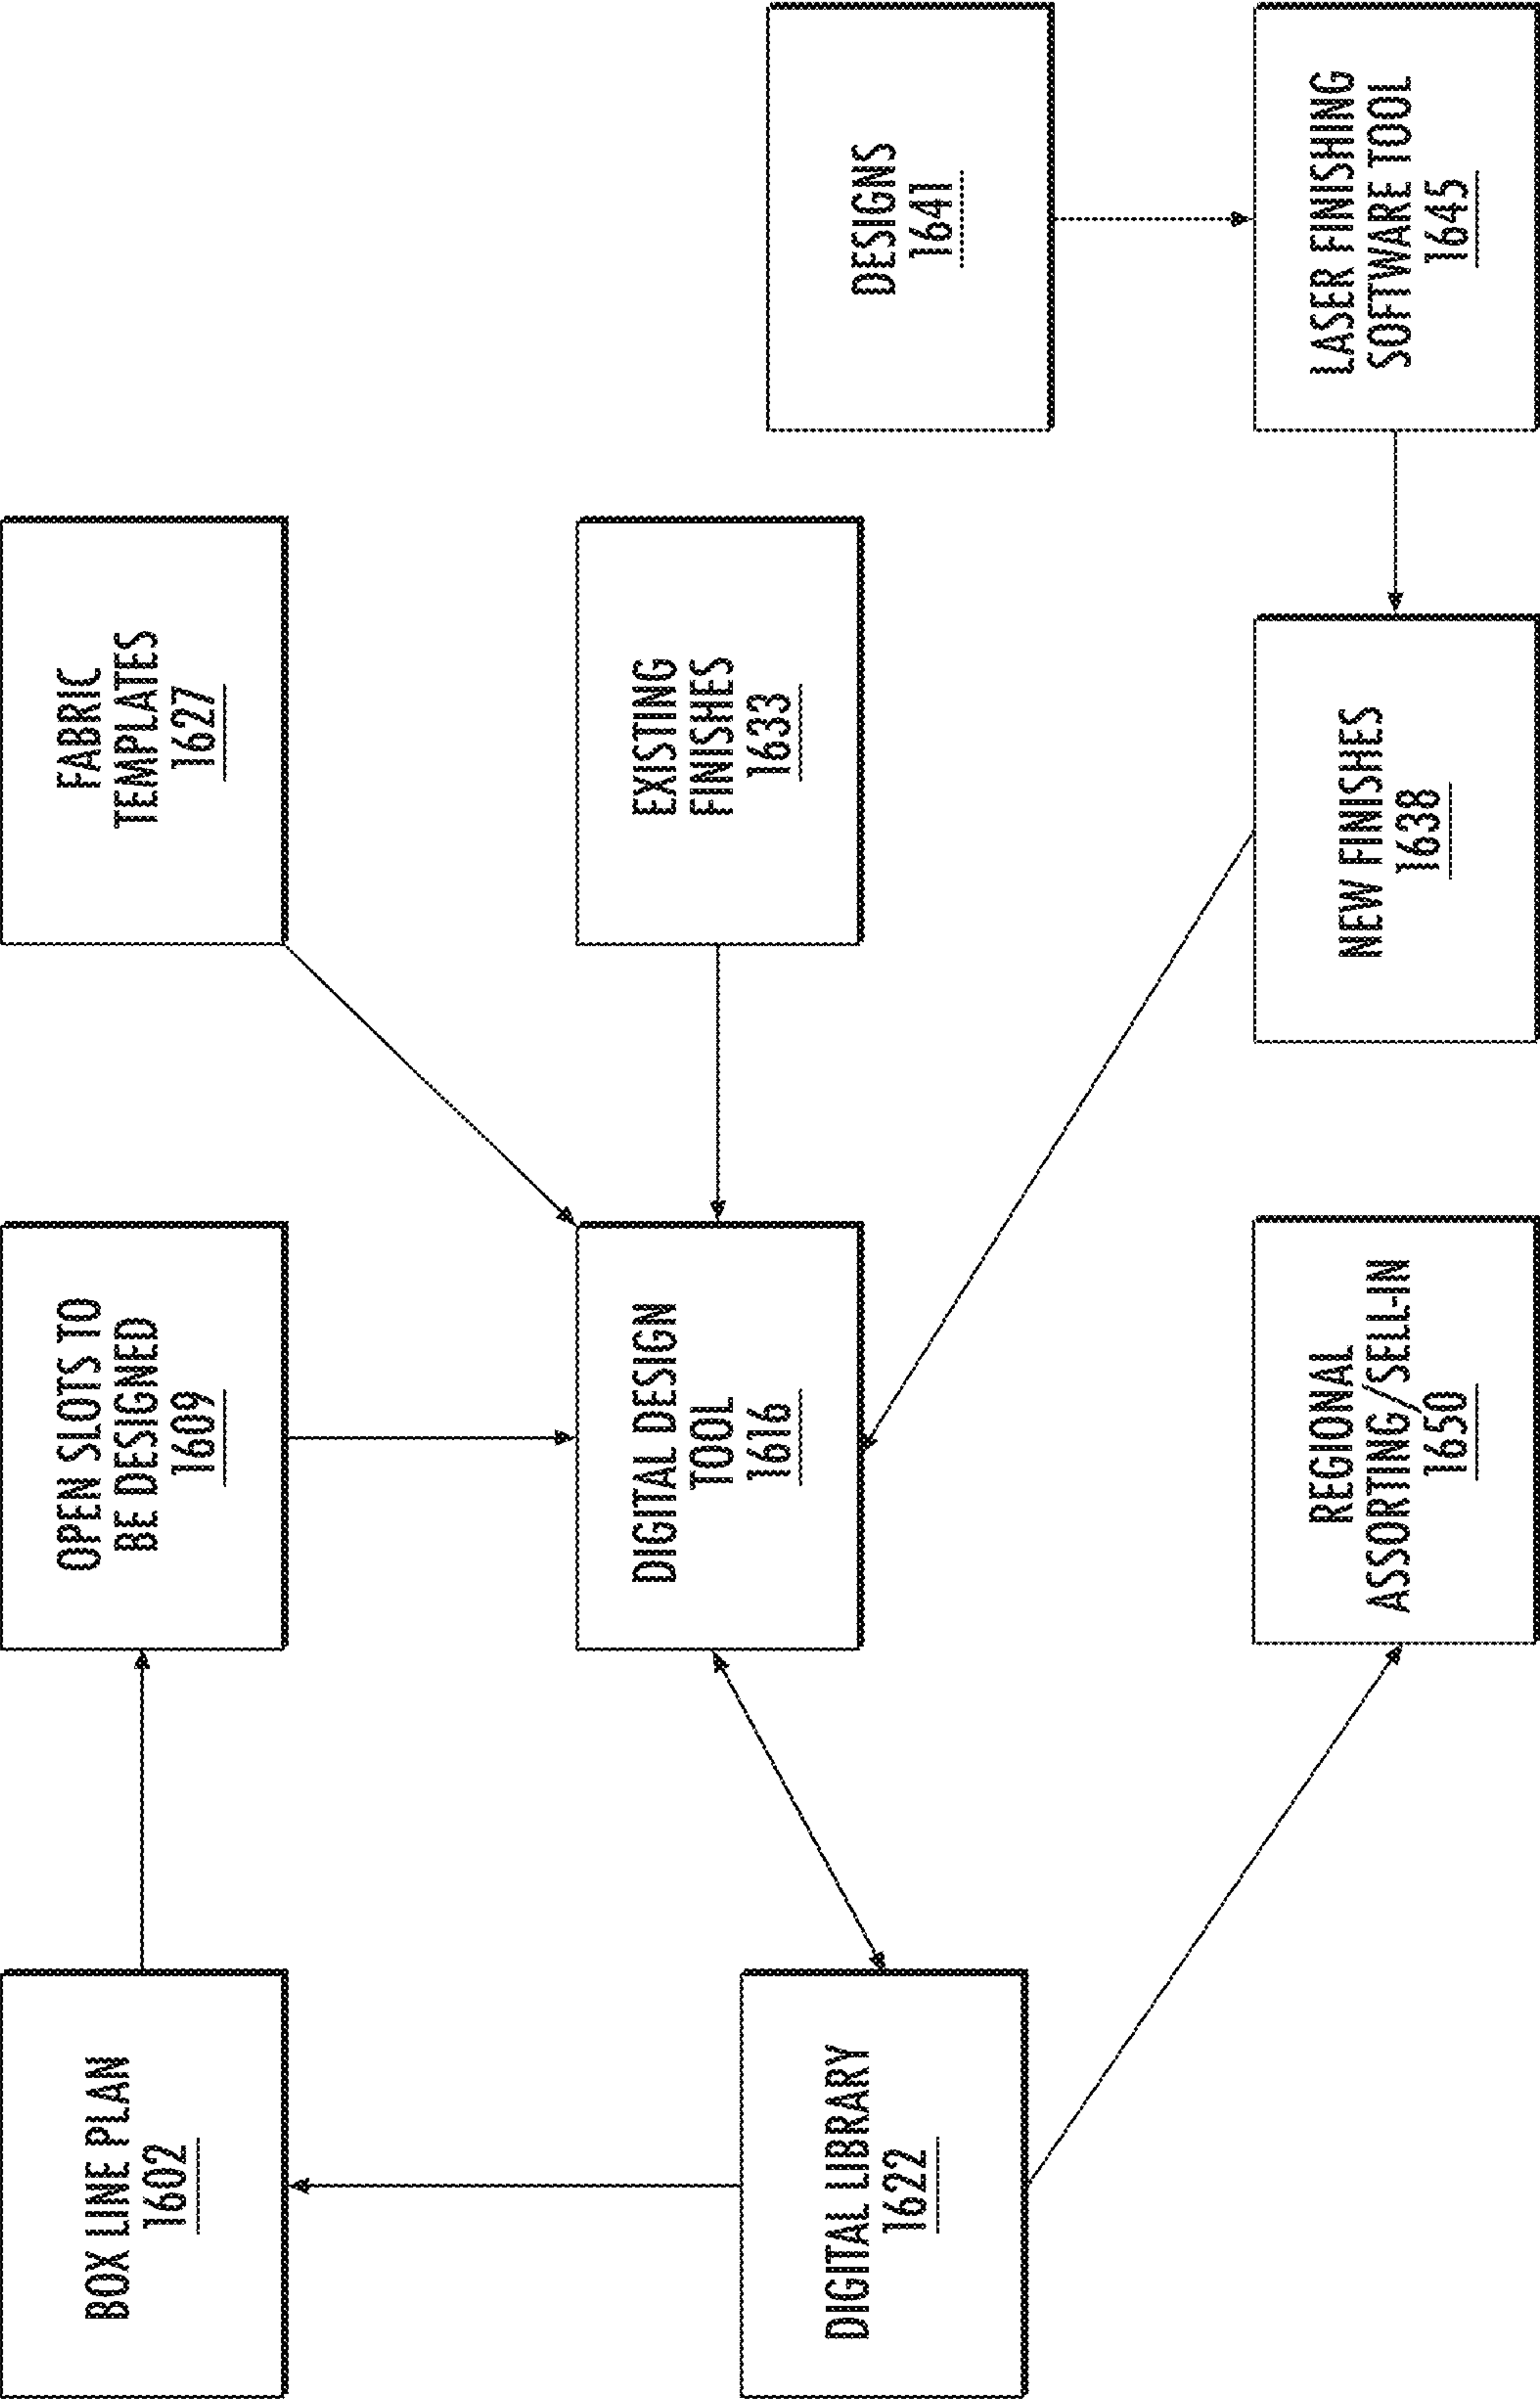 BOX LINE PLAN
1602
OPEN SLOTS TO
BE DESIGNED
1609
FABRIC
TEMPLATES
1627
DIGITAL LIBRARY
1622
DIGITAL DESIGN
TOOL
1616
EXISTING
FINISHES
1633
DESIGNS
1641
REGIONAL
ASSORTING/SELL-IN
1650
NEW FINISHES
1638
LASER FINISHING
SOFTWARE TOOL
1645